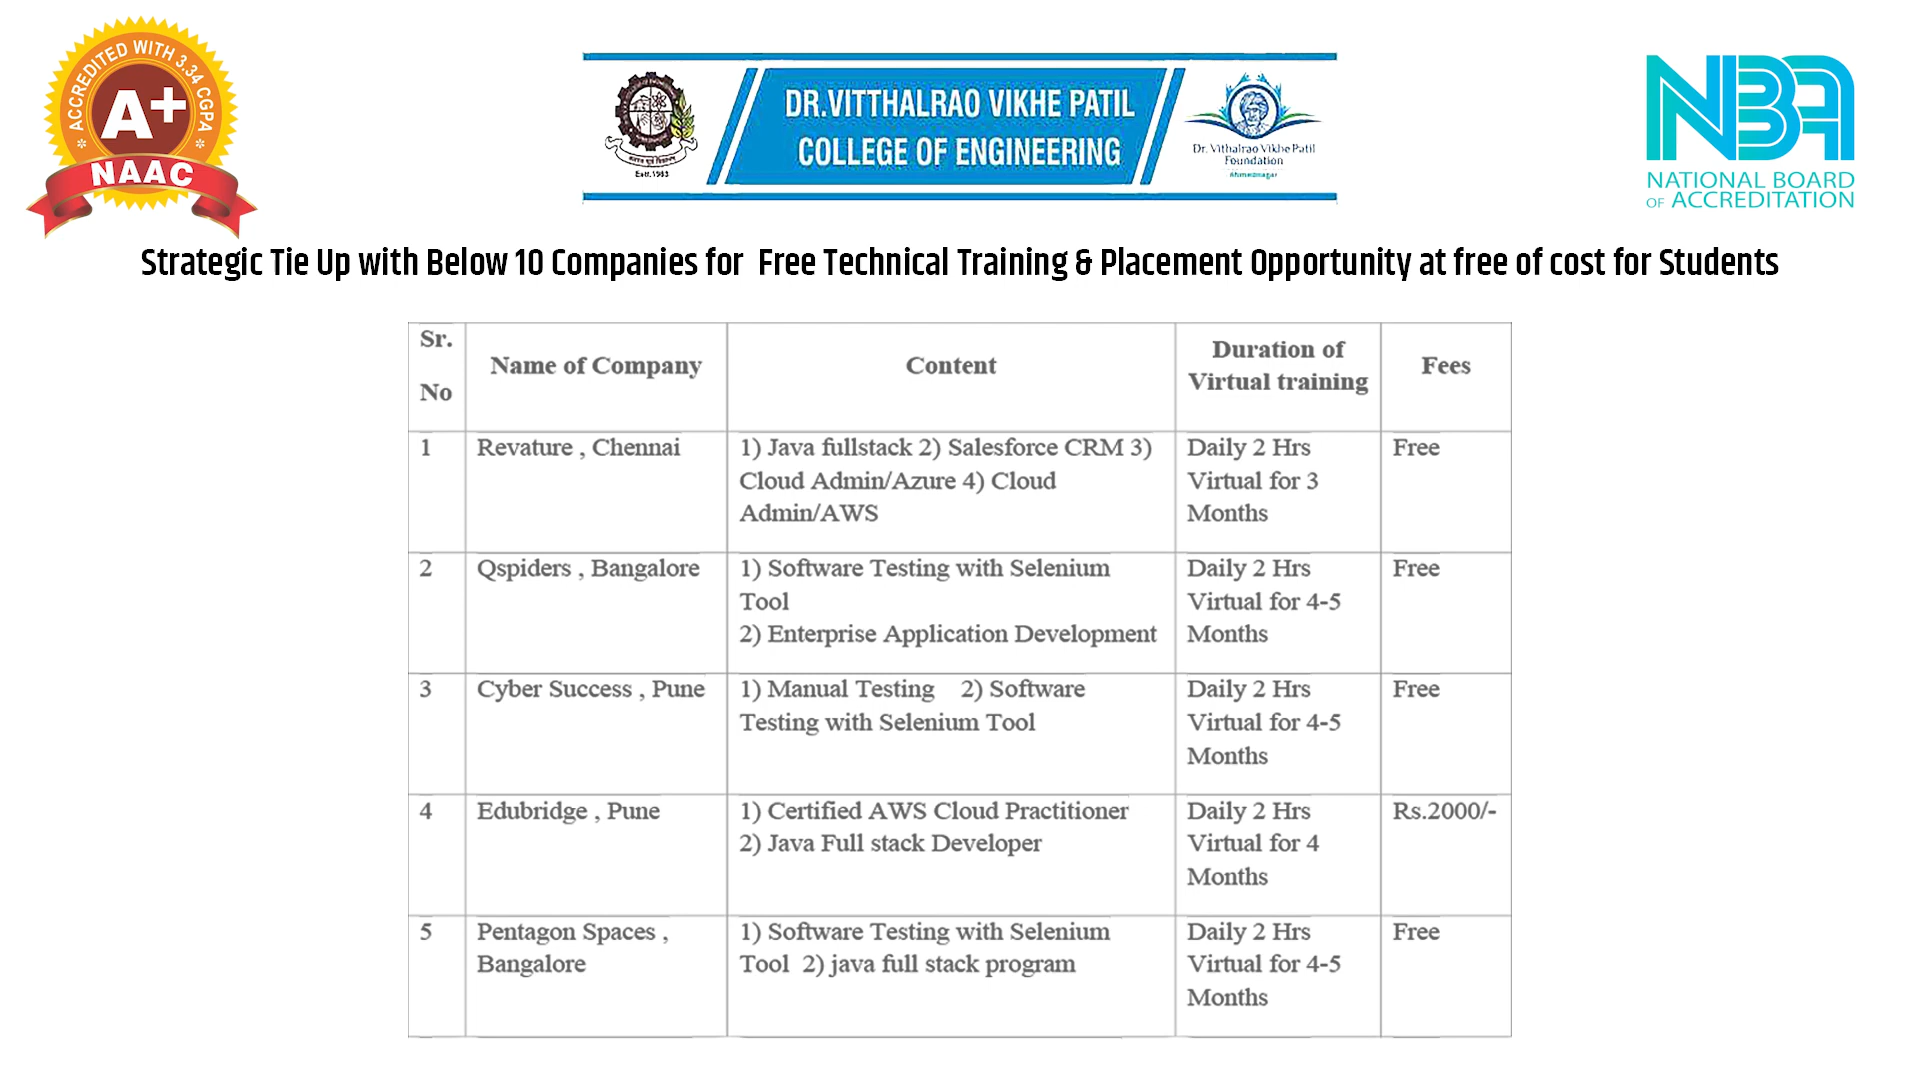 ACCREDITED WITH 3.34 CGPA
A+
NAAC
DR.VITTHALRAO VIKHE PATIL
COLLEGE OF ENGINEERING
Estt.1983
Dr. Vithalrao Vikhe Patil
Foundation
Ahmednagar
NBA
NATIONAL BOARD
OF ACCREDITATION
Strategic Tie Up with Below 10 Companies for Free Technical Training & Placement Opportunity at free of cost for Students
Sr.
No
Name of Company
Content
Duration of
Virtual training
Fees
1
Revature , Chennai
1) Java fullstack 2) Salesforce CRM 3)
Cloud Admin/Azure 4) Cloud
Admin/AWS
Daily 2 Hrs
Virtual for 3
Months
Free
2
Qspiders , Bangalore
1) Software Testing with Selenium
Tool
2) Enterprise Application Development
Daily 2 Hrs
Virtual for 4-5
Months
Free
3
Cyber Success , Pune
1) Manual Testing 2) Software
Testing with Selenium Tool
Daily 2 Hrs
Virtual for 4-5
Months
Free
4
Edubridge , Pune
1) Certified AWS Cloud Practitioner
2) Java Full stack Developer
Daily 2 Hrs
Virtual for 4
Months
Rs.2000/-
5
Pentagon Spaces ,
Bangalore
1) Software Testing with Selenium
Tool 2) java full stack program
Daily 2 Hrs
Virtual for 4-5
Months
Free